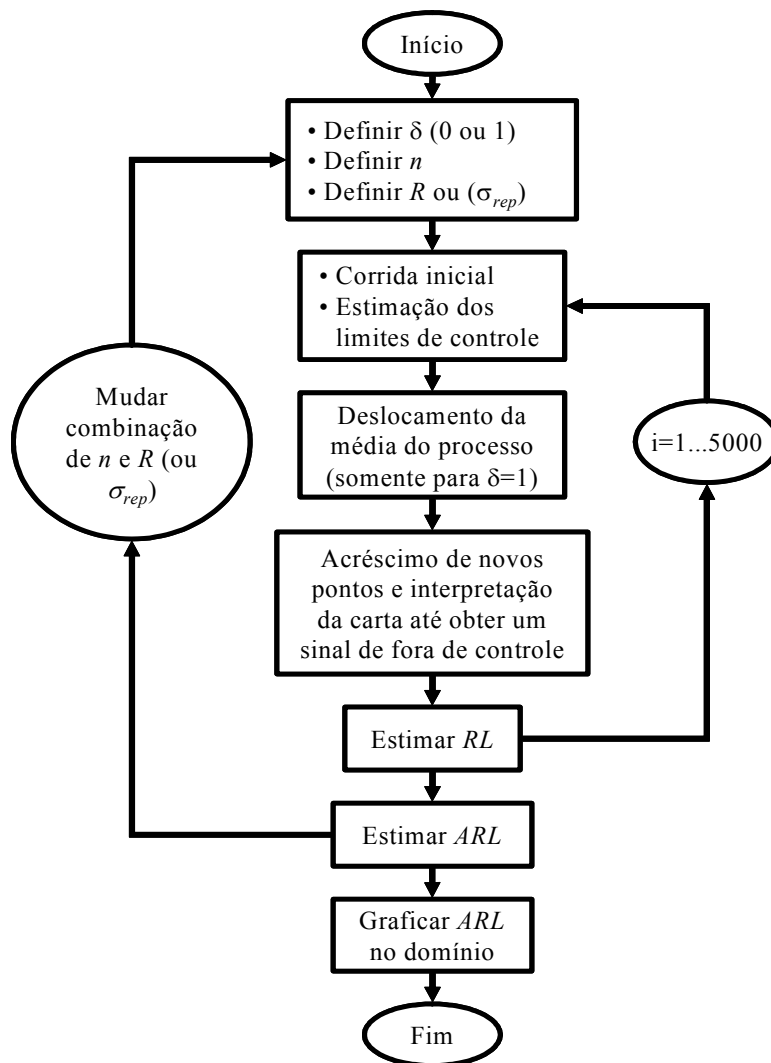 Início
• Definir δ (0 ou 1)
• Definir n
• Definir R ou (σrep)
• Corrida inicial
• Estimação dos
limites de controle
Mudar
combinação
de n e R (ou
σrep)
Deslocamento da
média do processo
(somente para δ=1)
i=1...5000
Acréscimo de novos
pontos e interpretação
da carta até obter um
sinal de fora de controle
Estimar RL
Estimar ARL
Graficar ARL
no domínio
Fim